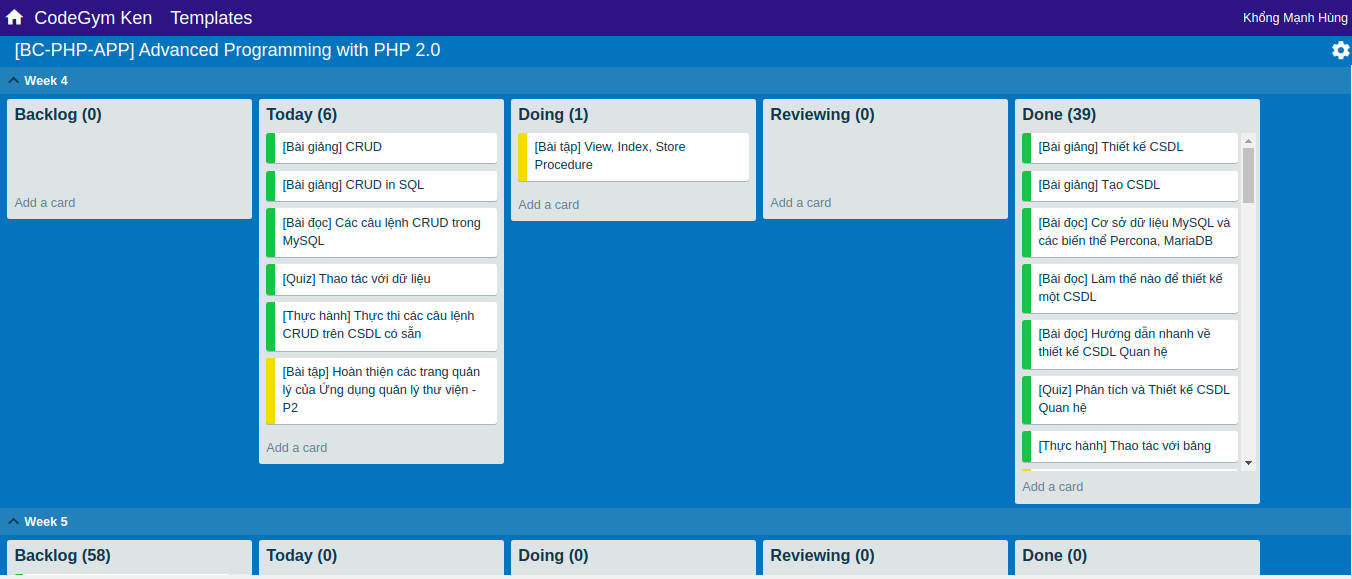 CodeGym Ken Templates Khổng Mạnh Hùng
[BC-PHP-APP] Advanced Programming with PHP 2.0
Week 4
Backlog (0)
Add a card
Today (6)
[Bài giảng] CRUD
[Bài giảng] CRUD in SQL
[Bài đọc] Các câu lệnh CRUD trong
MySQL
[Quiz] Thao tác với dữ liệu
[Thực hành] Thực thi các câu lệnh
CRUD trên CSDL có sẵn
[Bài tập] Hoàn thiện các trang quản
lý của Ứng dụng quản lý thư viện -
P2
Add a card
Doing (1)
[Bài tập] View, Index, Store
Procedure
Add a card
Reviewing (0)
Add a card
Done (39)
[Bài giảng] Thiết kế CSDL
[Bài giảng] Tạo CSDL
[Bài đọc] Cơ sở dữ liệu MySQL và
các biến thể Percona, MariaDB
[Bài đọc] Làm thế nào để thiết kế
một CSDL
[Bài đọc] Hướng dẫn nhanh về
thiết kế CSDL Quan hệ
[Quiz] Phân tích và Thiết kế CSDL
Quan hệ
[Thực hành] Thao tác với bảng
Add a card
Week 5
Backlog (58)
Today (0)
Doing (0)
Reviewing (0)
Done (0)